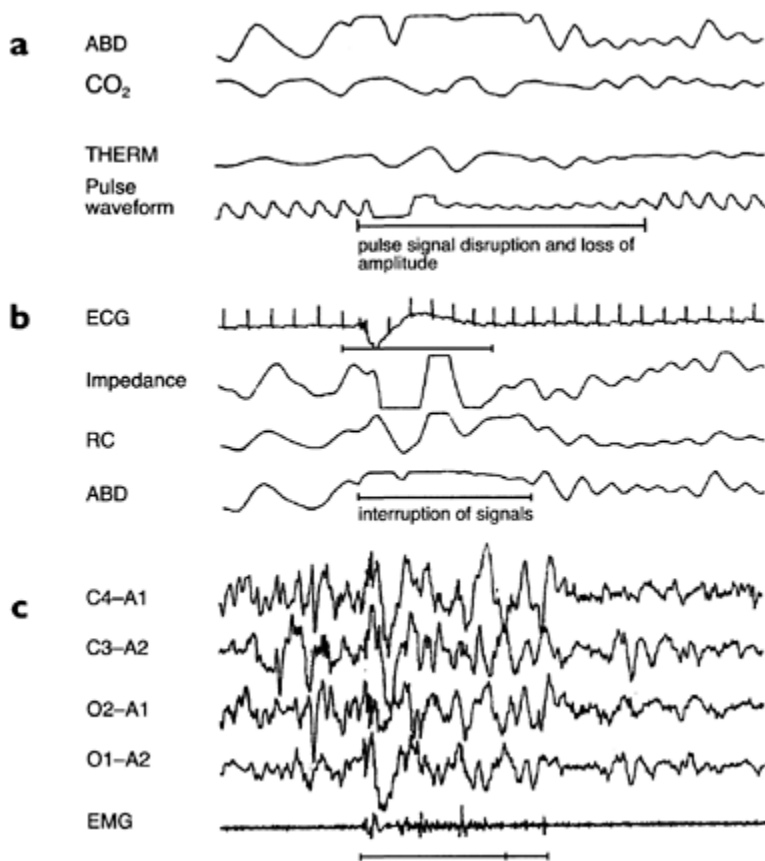 a
ABD
CO₂
THERM
Pulse
waveform
pulse signal disruption and loss of
amplitude
b
ECG
Impedance
RC
ABD
interruption of signals
c
C4–A1
C3–A2
O2–A1
O1–A2
EMG